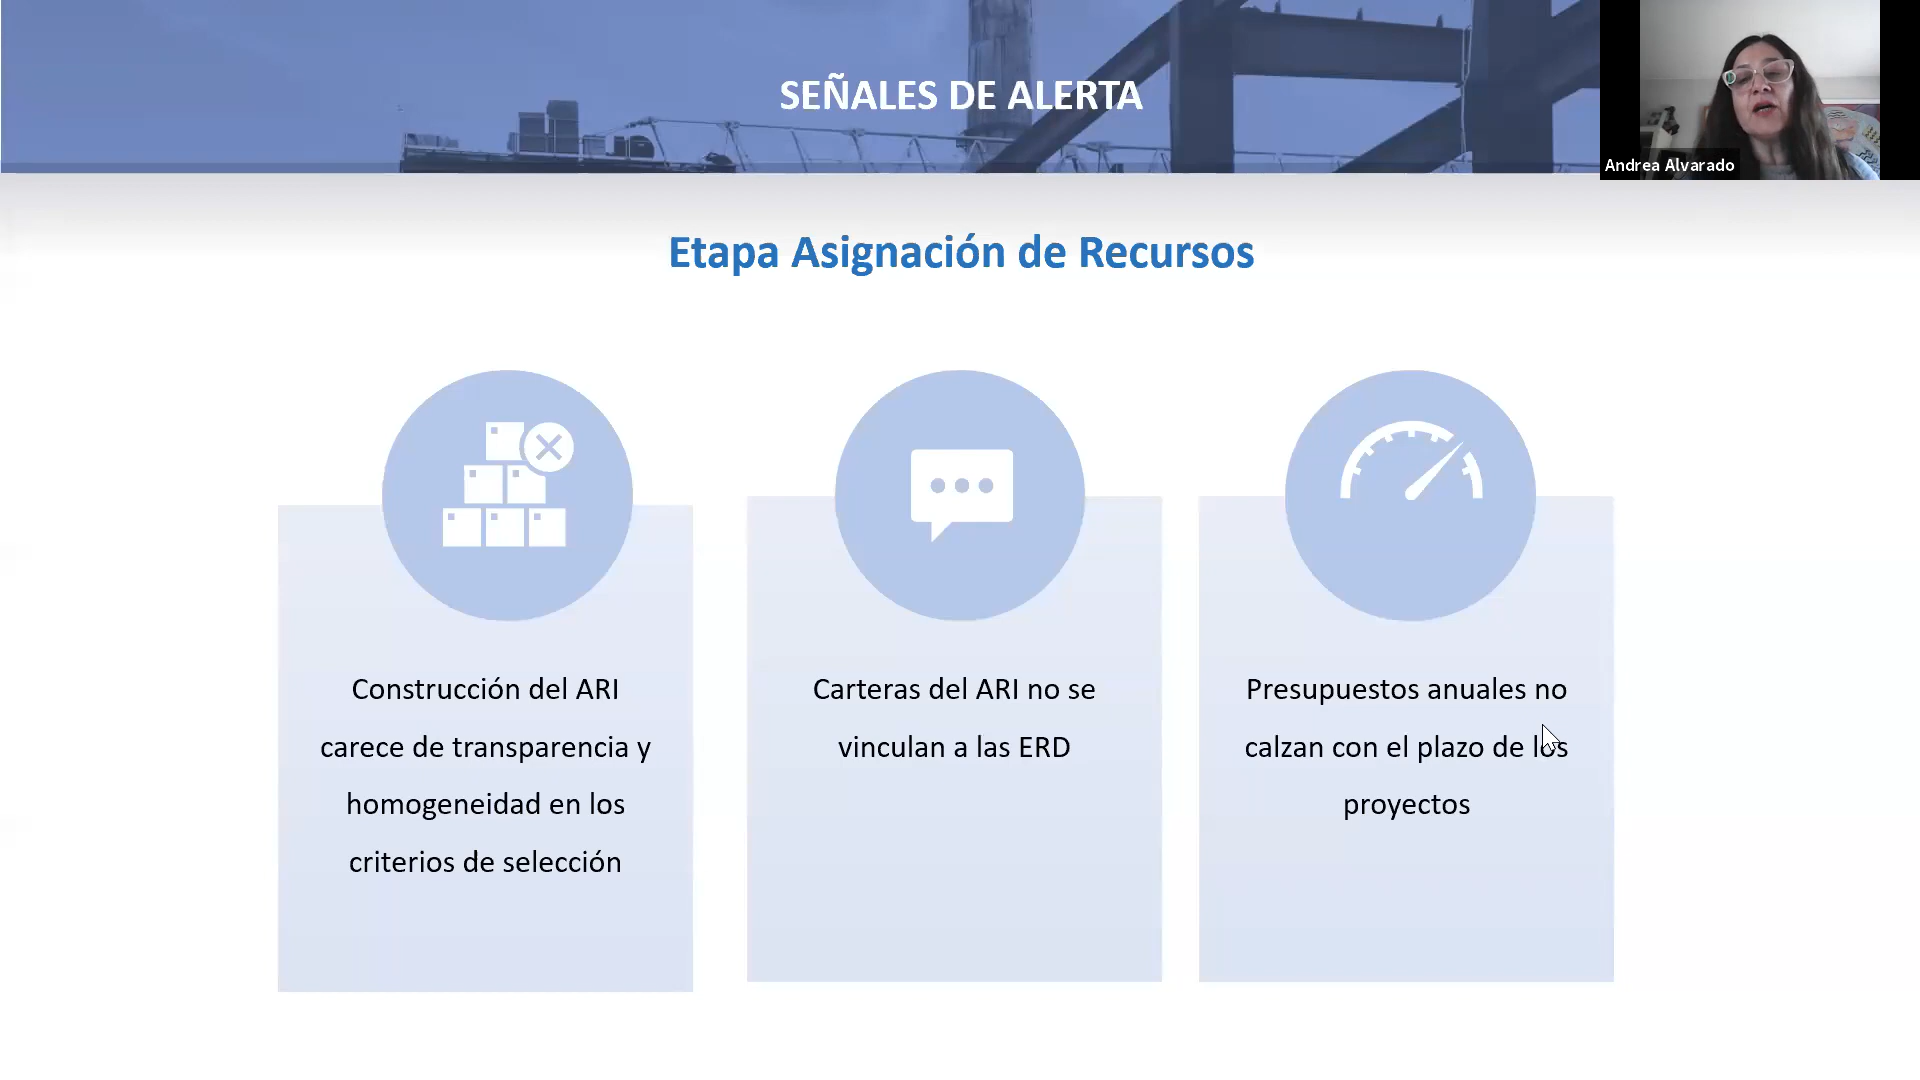 SEÑALES DE ALERTA
Andrea Alvarado
Etapa Asignación de Recursos
Construcción del ARI
carece de transparencia y
homogeneidad en los
criterios de selección
Carteras del ARI no se
vinculan a las ERD
Presupuestos anuales no
calzan con el plazo de los
proyectos